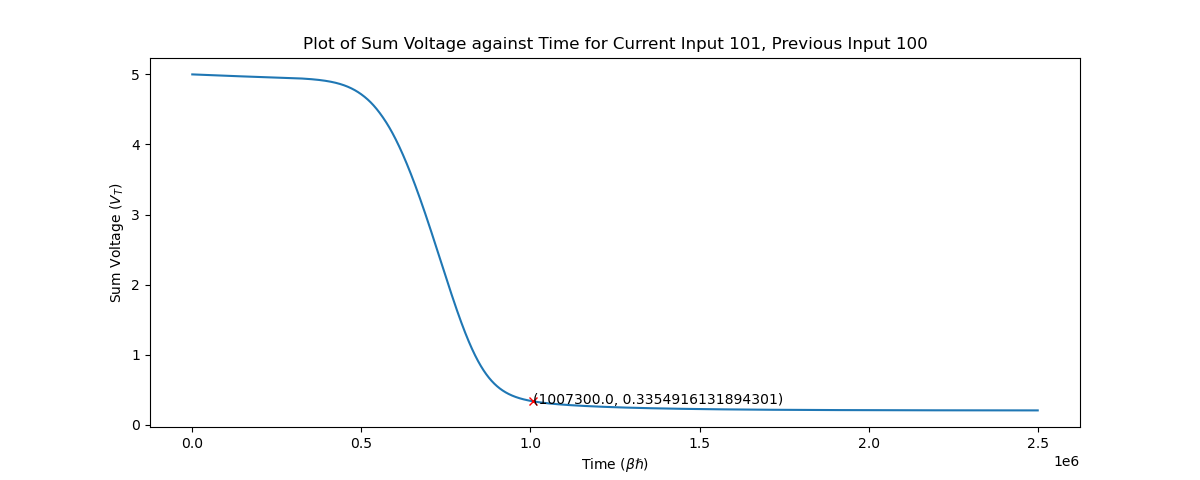 Plot of Sum Voltage against Time for Current Input 101, Previous Input 100
Sum Voltage (V_T)
5
4
3
2
1
0
(1007300.0, 0.3354916131894301)
0.0 0.5 1.0 1.5 2.0 2.5
1e6
Time (βℏ)